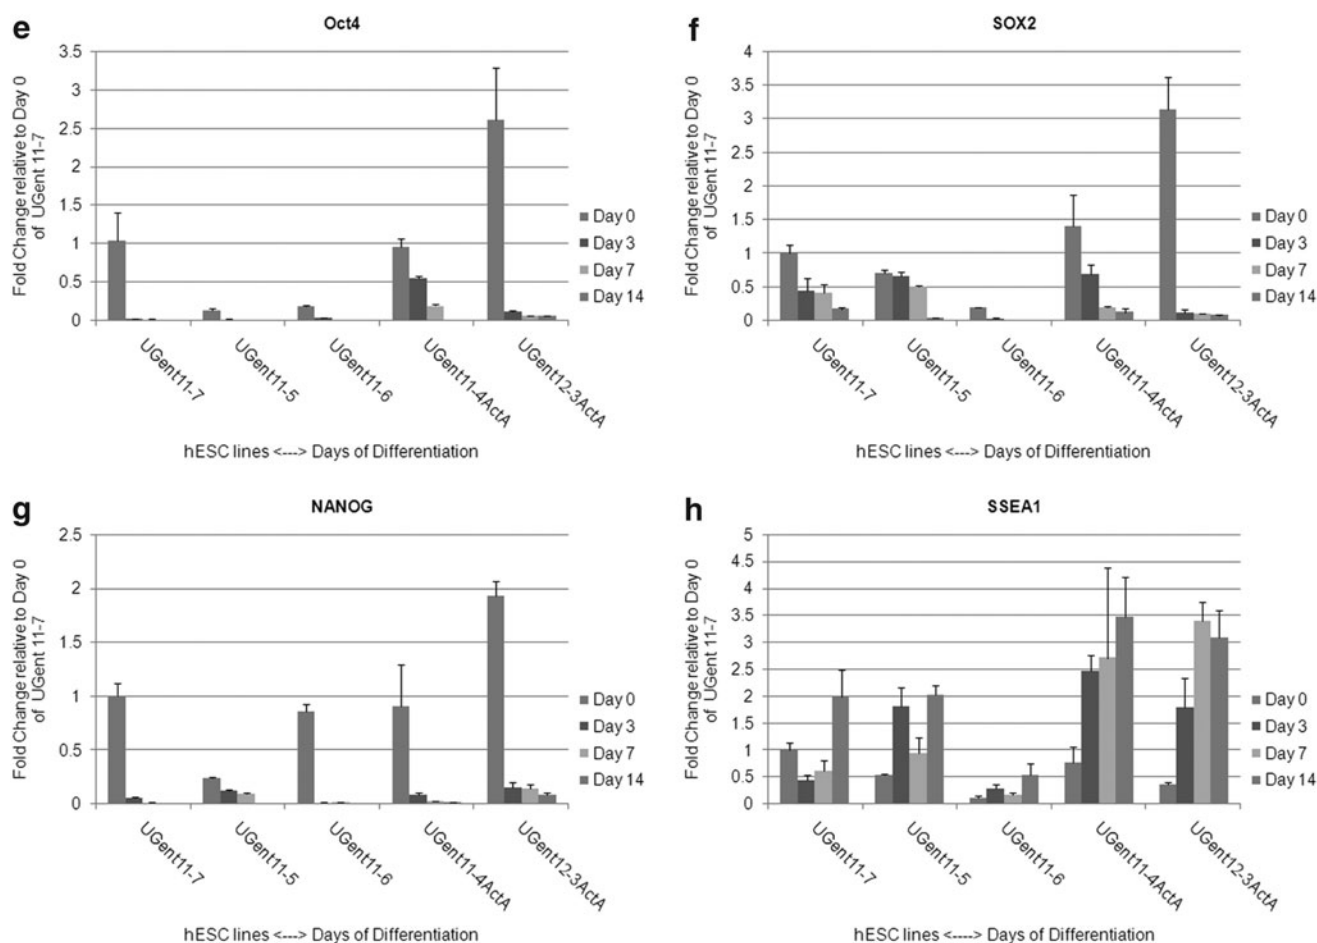 e
Oct4
Fold Change relative to Day 0
of UGent 11-7
3.5
3
2.5
2
1.5
1
0.5
0
Day 0
Day 3
Day 7
Day 14
UGent11-7
UGent11-5
UGent11-6
UGent11-4ActA
UGent12-3ActA
hESC lines <---> Days of Differentiation
f
SOX2
Fold Change relative to Day 0
of UGent 11-7
4
3.5
3
2.5
2
1.5
1
0.5
0
Day 0
Day 3
Day 7
Day 14
UGent11-7
UGent11-5
UGent11-6
UGent11-4ActA
UGent12-3ActA
hESC lines <---> Days of Differentiation
g
NANOG
Fold Change relative to Day 0
of UGent 11-7
2.5
2
1.5
1
0.5
0
Day 0
Day 3
Day 7
Day 14
UGent11-7
UGent11-5
UGent11-6
UGent11-4ActA
UGent12-3ActA
hESC lines <---> Days of Differentiation
h
SSEA1
Fold Change relative to Day 0
of UGent 11-7
5
4.5
4
3.5
3
2.5
2
1.5
1
0.5
0
Day 0
Day 3
Day 7
Day 14
UGent11-7
UGent11-5
UGent11-6
UGent11-4ActA
UGent12-3ActA
hESC lines <----> Days of Differentiation